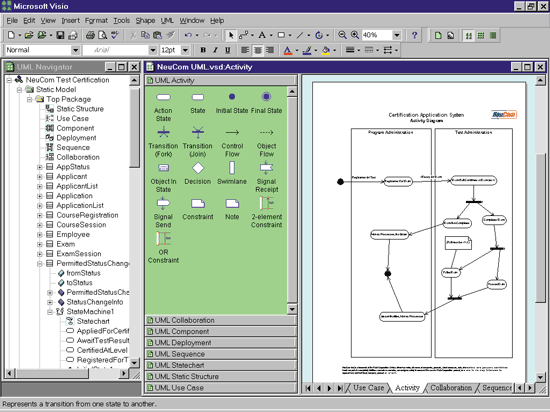 Microsoft Visio
File Edit View Insert Format Tools Shape UML Window Help
40%
Normal
Arial
12pt
B I U
UML Navigator
NeuCom Test Certification
Static Model
Top Package
Static Structure
Use Case
Component
Deployment
Sequence
Collaboration
AppStatus
Applicant
ApplicantList
Application
ApplicationList
CourseRegistration
CourseSession
Employee
Exam
ExamSession
PermittedStatusChang
fromStatus
toStatus
PermittedStatusChe
StatusChangeInfo
StateMachine1
Statechart
AppliedForCertif
AwaitTestResult
CertifiedAtLevel
RegisteredForT
NeuCom UML.vsd:Activity
UML Activity
Action State
State
Initial State
Final State
Transition (Fork)
Transition (Join)
Control Flow
Object Flow
Object In State
Decision
Swimlane
Signal Receipt
Signal Send
Constraint
Note
2-element Constraint
OR Constraint
UML Collaboration
UML Component
UML Deployment
UML Sequence
UML Statechart
UML Static Structure
UML Use Case
Certification Application System
Activity Diagram
NeuCom
Program Administration
Test Administration
Use Case
Activity
Collaboration
Sequence
Represents a transition from one state to another.